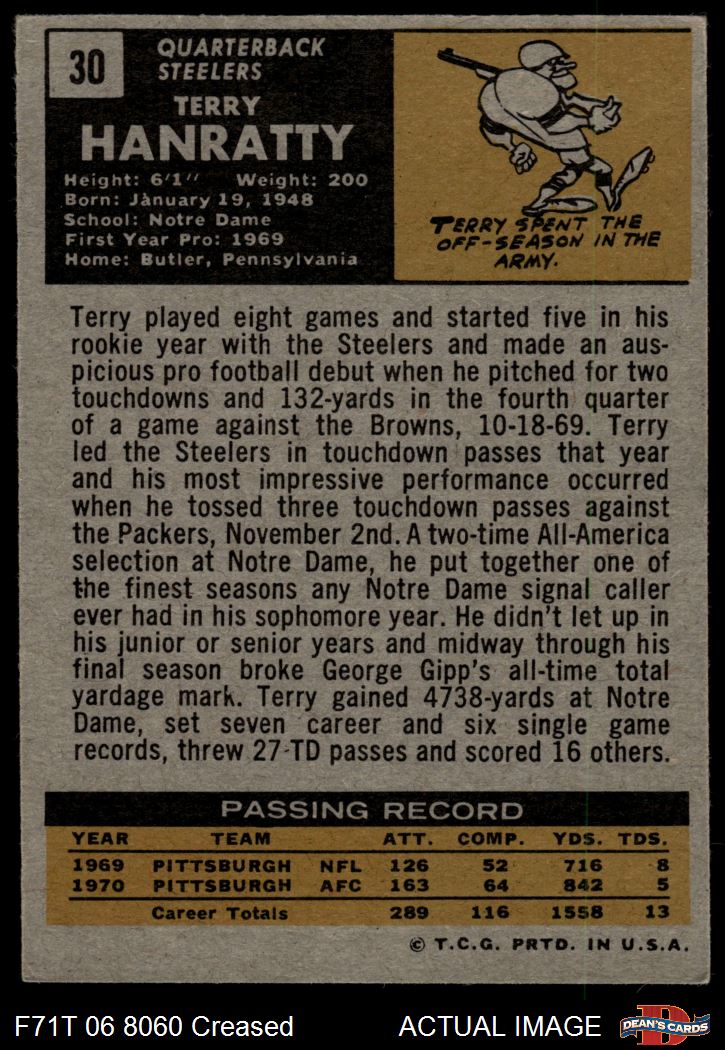 30
QUARTERBACK
STEELERS
TERRY
HANRATTY
Height: 6'1" Weight: 200
Born: January 19, 1948
School: Notre Dame
First Year Pro: 1969
Home: Butler, Pennsylvania
TERRY SPENT THE
OFF-SEASON IN THE
ARMY.
Terry played eight games and started five in his
rookie year with the Steelers and made an aus-
picious pro football debut when he pitched for two
touchdowns and 132-yards in the fourth quarter
of a game against the Browns, 10-18-69. Terry
led the Steelers in touchdown passes that year
and his most impressive performance occurred
when he tossed three touchdown passes against
the Packers, November 2nd. A two-time All-America
selection at Notre Dame, he put together one of
the finest seasons any Notre Dame signal caller
ever had in his sophomore year. He didn't let up in
his junior or senior years and midway through his
final season broke George Gipp's all-time total
yardage mark. Terry gained 4738-yards at Notre
Dame, set seven career and six single game
records, threw 27-TD passes and scored 16 others.
PASSING RECORD
YEAR TEAM ATT. COMP. YDS. TDS.
1969 PITTSBURGH NFL 126 52 716 8
1970 PITTSBURGH AFC 163 64 842 5
Career Totals 289 116 1558 13
© T.C.G. PRTD. IN U.S.A.
F71T 06 8060 Creased ACTUAL IMAGE
D
DEAN'S CARDS